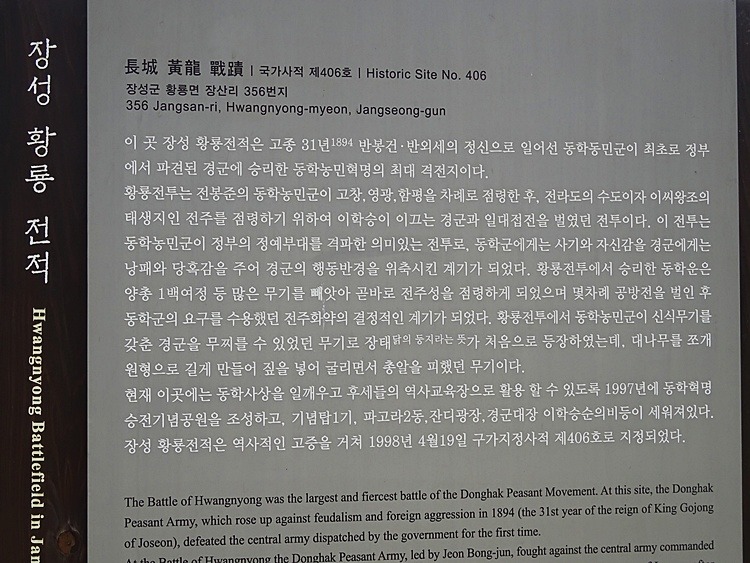 장성 황룡 전적
Hwangnyong Battlefield in Jan
長城 黃龍 戰蹟 | 국가사적 제406호 | Historic Site No. 406
장성군 황룡면 장산리 356번지
356 Jangsan-ri, Hwangnyong-myeon, Jangseong-gun
이 곳 장성 황룡전적은 고종 31년1894 반봉건·반외세의 정신으로 일어선 동학농민군이 최초로 정부
에서 파견된 경군에 승리한 동학농민혁명의 최대 격전지이다.
황룡전투는 전봉준의 동학농민군이 고창,영광,함평을 차례로 점령한 후, 전라도의 수도이자 이씨왕조의
태생지인 전주를 점령하기 위하여 이학승이 이끄는 경군과 일대접전을 벌였던 전투이다. 이 전투는
동학농민군이 정부의 정예부대를 격파한 의미있는 전투로, 동학군에게는 사기와 자신감을 경군에게는
낭패와 당혹감을 주어 경군의 행동반경을 위축시킨 계기가 되었다. 황룡전투에서 승리한 동학운은
양총 1백여정 등 많은 무기를 빼앗아 곧바로 전주성을 점령하게 되었으며 몇차례 공방전을 벌인 후
동학군의 요구를 수용했던 전주화약의 결정적인 계기가 되었다. 황룡전투에서 동학농민군이 신식무기를
갖춘 경군을 무찌를 수 있었던 무기로 장태닭의 둥지라는 뜻가 처음으로 등장하였는데, 대나무를 쪼개
원형으로 길게 만들어 짚을 넣어 굴리면서 총알을 피했던 무기이다.
현재 이곳에는 동학사상을 일깨우고 후세들의 역사교육장으로 활용 할 수 있도록 1997년에 동학혁명
승전기념공원을 조성하고, 기념탑1기, 파고라2동,잔디광장,경군대장 이학승순의비등이 세워져있다.
장성 황룡전적은 역사적인 고증을 거쳐 1998년 4월19일 구가지정사적 제406호로 지정되었다.
The Battle of Hwangnyong was the largest and fiercest battle of the Donghak Peasant Movement. At this site, the Donghak
Peasant Army, which rose up against feudalism and foreign aggression in 1894 (the 31st year of the reign of King Gojong
of Joseon), defeated the central army dispatched by the government for the first time.
At the Battle of Hwangnyong the Donghak Peasant Army, led by Jeon Bong-jun, fought against the central army commanded